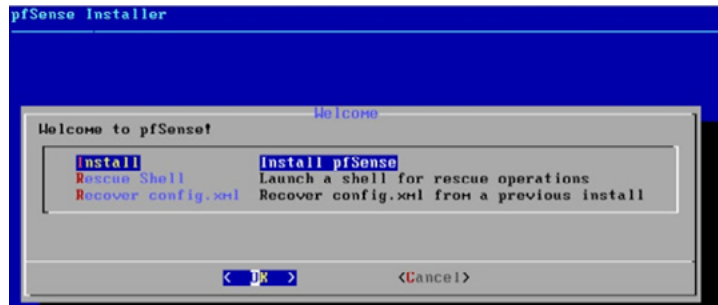 pfSense Installer
Welcome
Welcome to pfSense!
Install Install pfSense
Rescue Shell Launch a shell for rescue operations
Recover config.xml Recover config.xml from a previous install
< OK > <Cancel>